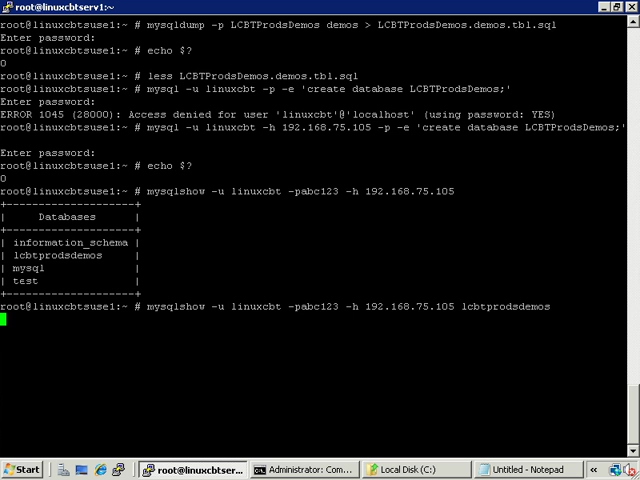 root@linuxcbtserv1:~
root@linuxcbtsuse1:~ # mysqldump -p LCBTProdsDemos demos > LCBTProdsDemos.demos.tbl.sql
Enter password:
root@linuxcbtsuse1:~ # echo $?
0
root@linuxcbtsuse1:~ # less LCBTProdsDemos.demos.tbl.sql
root@linuxcbtsuse1:~ # mysql -u linuxcbt -p -e 'create database LCBTProdsDemos;'
Enter password:
ERROR 1045 (28000): Access denied for user 'linuxcbt'@'localhost' (using password: YES)
root@linuxcbtsuse1:~ # mysql -u linuxcbt -h 192.168.75.105 -p -e 'create database LCBTProdsDemos;'
Enter password:
root@linuxcbtsuse1:~ # echo $?
0
root@linuxcbtsuse1:~ # mysqlshow -u linuxcbt -pabc123 -h 192.168.75.105
+--------------------+
| Databases |
+--------------------+
| information_schema |
| lcbtprodsdemos |
| mysql |
| test |
+--------------------+
root@linuxcbtsuse1:~ # mysqlshow -u linuxcbt -pabc123 -h 192.168.75.105 lcbtprodsdemos
Start root@linuxcbtser... Administrator: Com... Local Disk (C:) Untitled - Notepad «